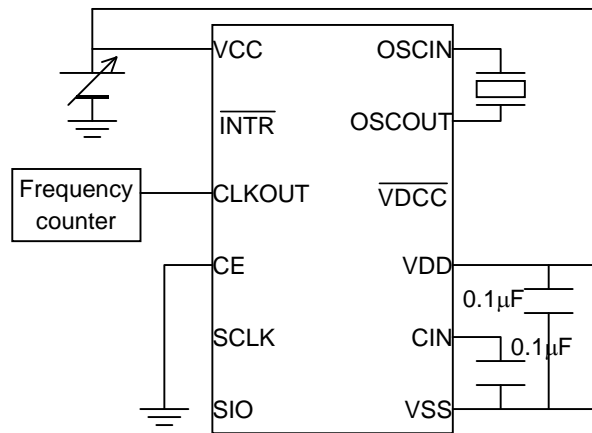 VCC
OSCIN
INTR
OSCOUT
Frequency
counter
CLKOUT
VDCC
CE
VDD
0.1μF
SCLK
CIN
0.1μF
SIO
VSS